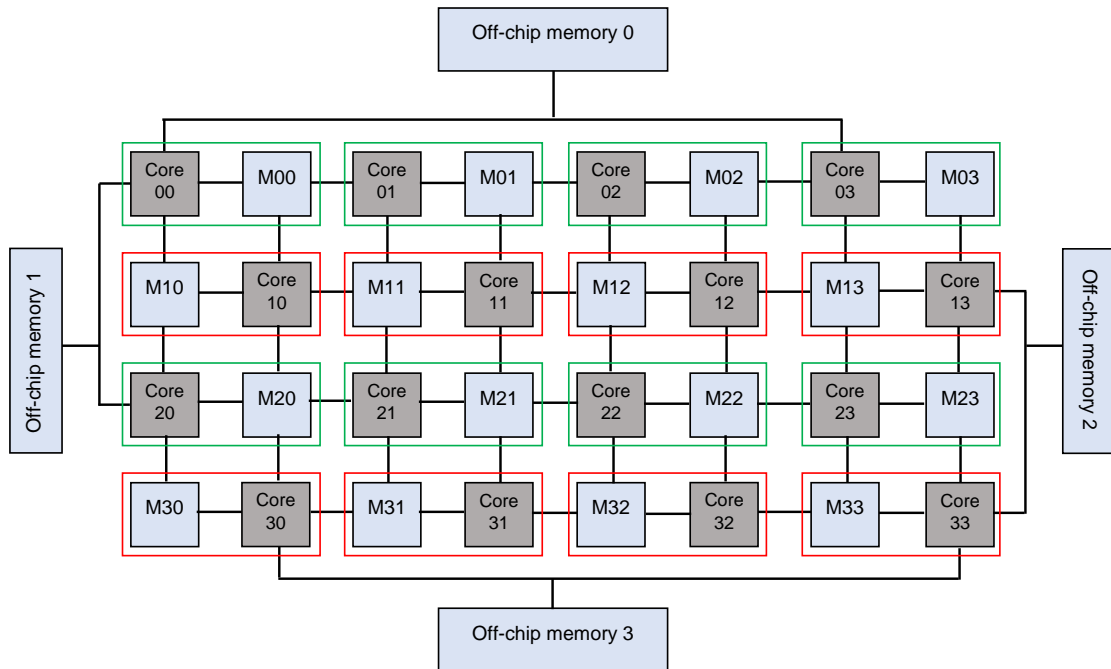 Off-chip memory 0
Core
00
M00
Core
01
M01
Core
02
M02
Core
03
M03
Off-chip memory 1
M10
Core
10
M11
Core
11
M12
Core
12
M13
Core
13
Off-chip memory 2
Core
20
M20
Core
21
M21
Core
22
M22
Core
23
M23
M30
Core
30
M31
Core
31
M32
Core
32
M33
Core
33
Off-chip memory 3